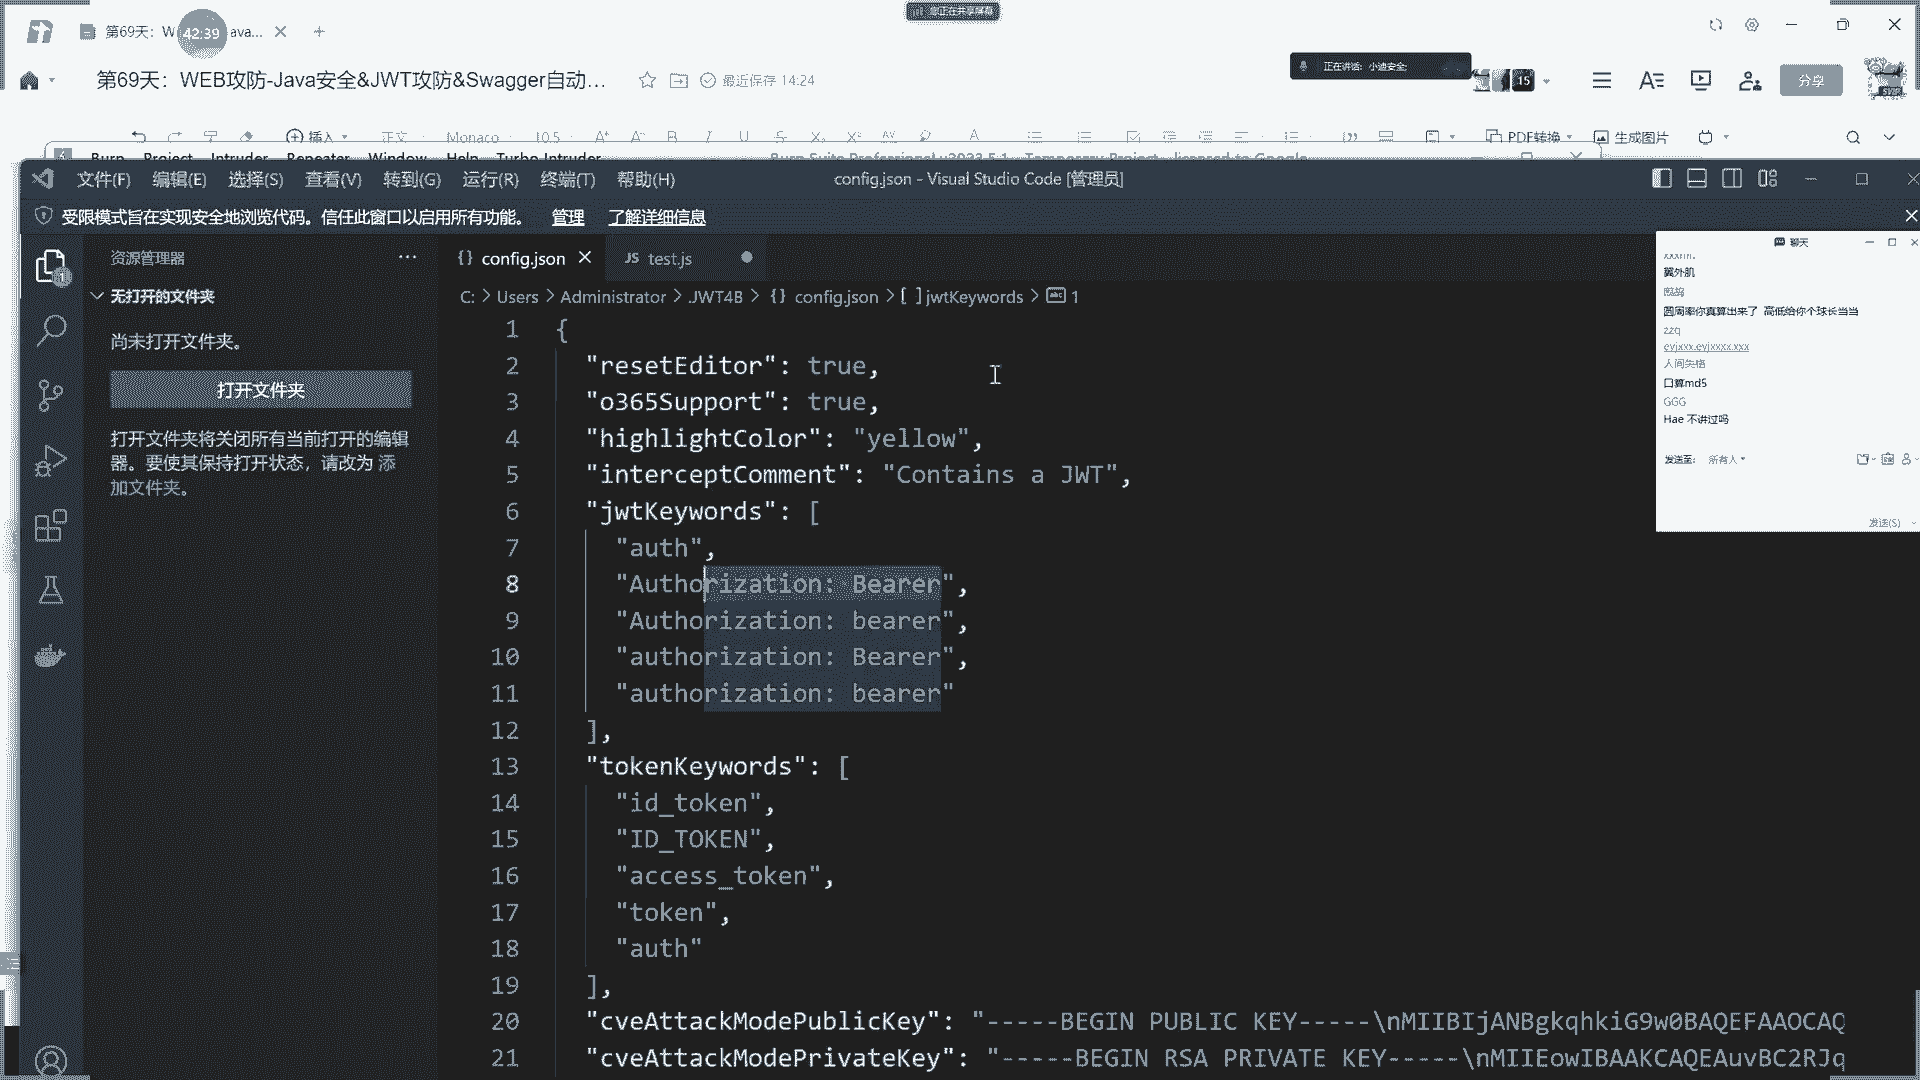 您正在共享屏幕
第69天：W
42:39
ava...
第69天：WEB攻防-Java安全&JWT攻防&Swagger自动...
最近保存 14:24
正在讲话: 小迪安全;
15
分享
插入
正文
Monaco
10.5
PDF转换
生成图片
Burp Project Intruder Repeater Window Help Turbo Intruder
文件(F) 编辑(E) 选择(S) 查看(V) 转到(G) 运行(R) 终端(T) 帮助(H)
config.json - Visual Studio Code [管理员]
受限模式旨在实现安全地浏览代码。信任此窗口以启用所有功能。 管理 了解详细信息
资源管理器
无打开的文件夹
尚未打开文件夹。
打开文件夹
打开文件夹将关闭所有当前打开的编辑
器。要使其保持打开状态，请改为 添
加文件夹。
1
{ } config.json
JS test.js
C: > Users > Administrator > .JWT4B > { } config.json > [ ] jwtKeywords > abc 1
1 {
2 "resetEditor": true,
3 "o365Support": true,
4 "highlightColor": "yellow",
5 "interceptComment": "Contains a JWT",
6 "jwtKeywords": [
7 "auth",
8 "Authorization: Bearer",
9 "Authorization: bearer",
10 "authorization: Bearer",
11 "authorization: bearer"
12 ],
13 "tokenKeywords": [
14 "id_token",
15 "ID_TOKEN",
16 "access_token",
17 "token",
18 "auth"
19 ],
20 "cveAttackModePublicKey": "-----BEGIN PUBLIC KEY-----\nMIIBIjANBgkqhkiG9w0BAQEFAAOCAQ
21 "cveAttackModePrivateKey": "-----BEGIN RSA PRIVATE KEY-----\nMIIEowIBAAKCAQEAuvBC2RJq
聊天
翼外肌
圆周率你真算出来了 高低给你个球长当当
zzq
evjxxx.evjxxxx.xxx
人间失格
口算md5
GGG
Hae 不讲过吗
发送至: 所有人
发送(S)